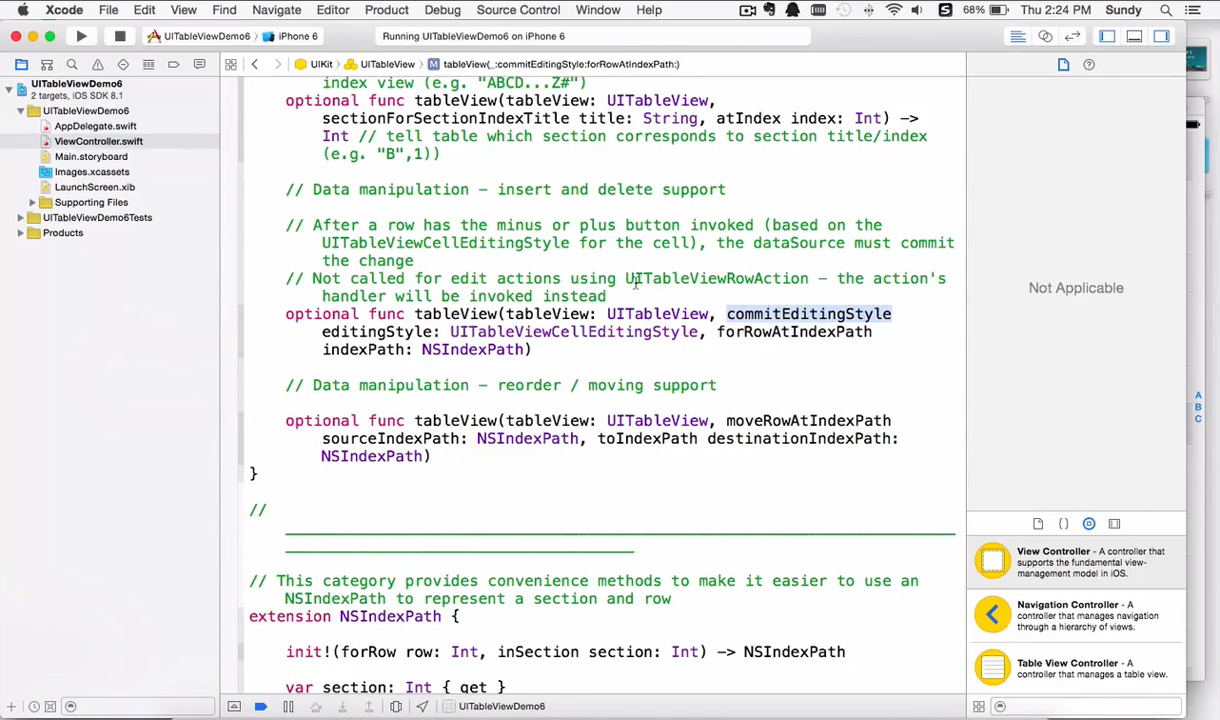 Xcode File Edit View Find Navigate Editor Product Debug Source Control Window Help 68% Thu 2:24 PM Sundy
UITableViewDemo6 iPhone 6 Running UITableViewDemo6 on iPhone 6
UIKit UITableView M tableView(_:commitEditingStyle:forRowAtIndexPath:)
UITableViewDemo6
2 targets, iOS SDK 8.1
UITableViewDemo6
AppDelegate.swift
ViewController.swift
Main.storyboard
Images.xcassets
LaunchScreen.xib
Supporting Files
UITableViewDemo6Tests
Products
index view (e.g. "ABCD...Z#")
optional func tableView(tableView: UITableView,
sectionForSectionIndexTitle title: String, atIndex index: Int) ->
Int // tell table which section corresponds to section title/index
(e.g. "B",1))
// Data manipulation - insert and delete support
// After a row has the minus or plus button invoked (based on the
UITableViewCellEditingStyle for the cell), the dataSource must commit
the change
// Not called for edit actions using UITableViewRowAction - the action's
handler will be invoked instead
optional func tableView(tableView: UITableView, commitEditingStyle
editingStyle: UITableViewCellEditingStyle, forRowAtIndexPath
indexPath: NSIndexPath)
// Data manipulation - reorder / moving support
optional func tableView(tableView: UITableView, moveRowAtIndexPath
sourceIndexPath: NSIndexPath, toIndexPath destinationIndexPath:
NSIndexPath)
}
//
// This category provides convenience methods to make it easier to use an
NSIndexPath to represent a section and row
extension NSIndexPath {
init!(forRow row: Int, inSection section: Int) -> NSIndexPath
var section: Int { get }
UITableViewDemo6
Not Applicable
View Controller - A controller that
supports the fundamental view-
management model in iOS.
Navigation Controller - A
controller that manages navigation
through a hierarchy of views.
Table View Controller - A
controller that manages a table view.
A
B
C